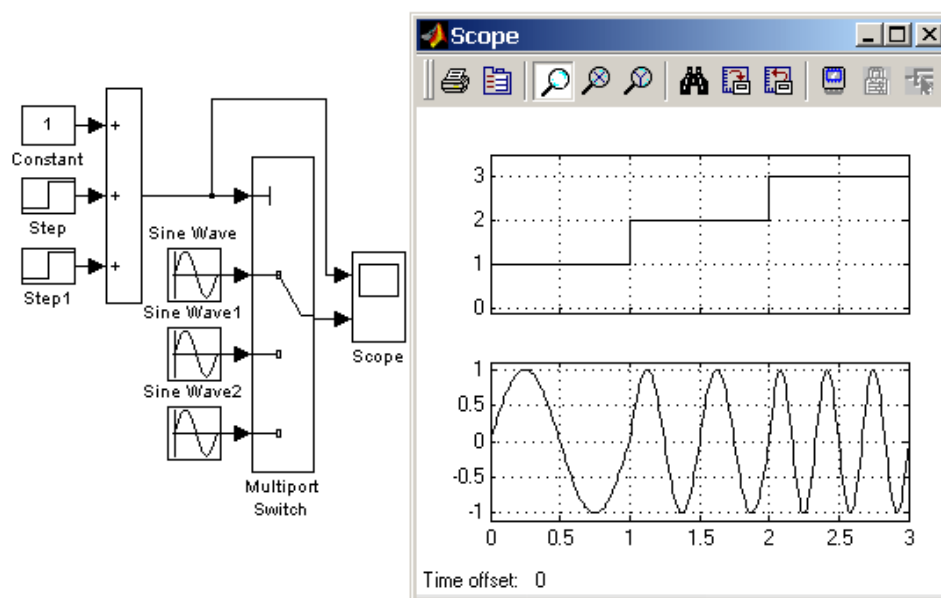 Scope
1
Constant
+
Step
+
Step1
+
Sine Wave
Sine Wave1
Sine Wave2
Multiport
Switch
Scope
3
2
1
0
1
0.5
0
-0.5
-1
0 0.5 1 1.5 2 2.5 3
Time offset: 0